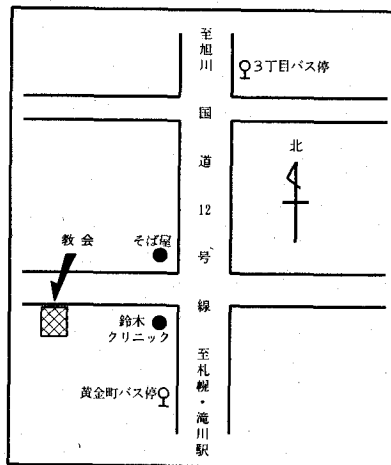 至旭川
3丁目バス停
国道12号線
北
教会
そば屋
鈴木
クリニック
至札幌・滝川駅
黄金町バス停